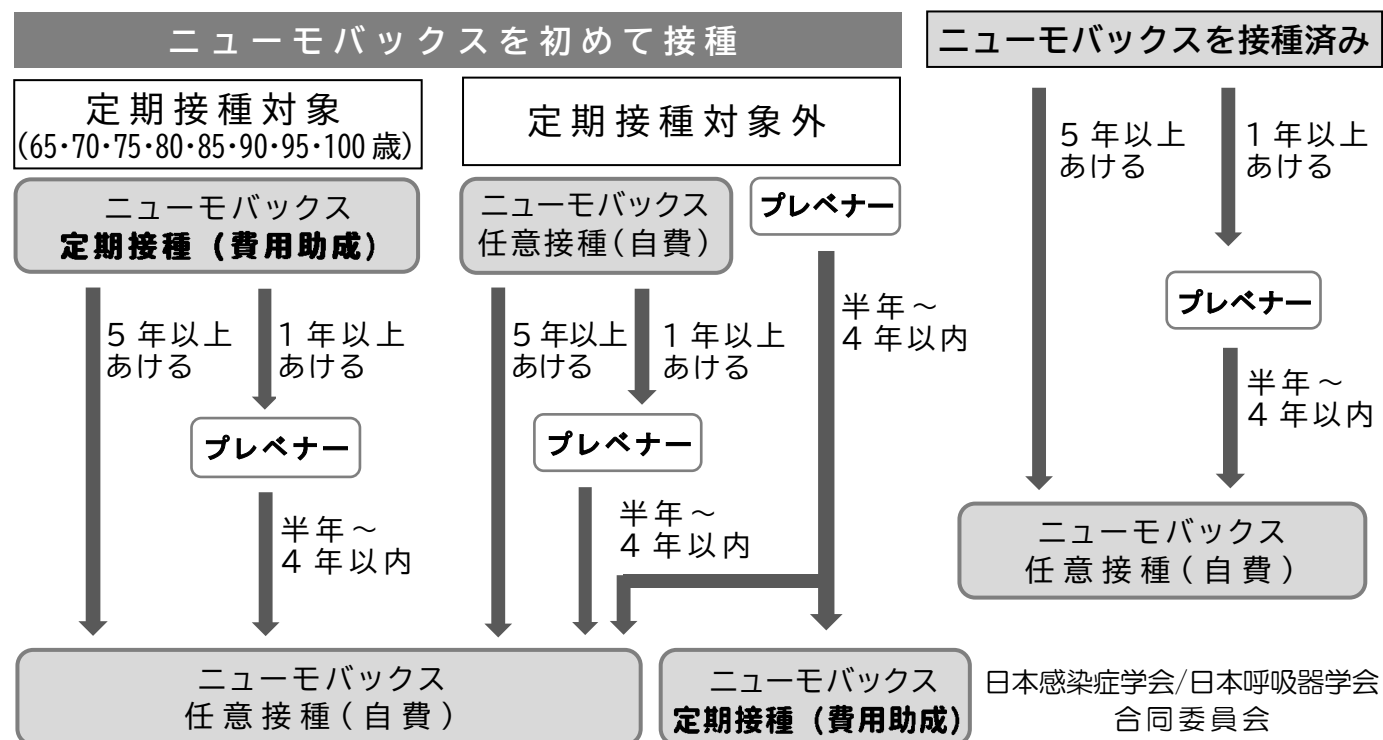 ニューモバックスを初めて接種
定期接種対象
(65・70・75・80・85・90・95・100歳)
ニューモバックス
定期接種(費用助成)
5年以上
あける
1年以上
あける
プレベナー
半年～
4年以内
定期接種対象外
ニューモバックス
任意接種(自費)
プレベナー
5年以上
あける
1年以上
あける
半年～
4年以内
プレベナー
半年～
4年以内
ニューモバックス
任意接種(自費)
ニューモバックス
定期接種(費用助成)
ニューモバックスを接種済み
5年以上
あける
1年以上
あける
プレベナー
半年～
4年以内
ニューモバックス
任意接種(自費)
日本感染症学会/日本呼吸器学会
合同委員会